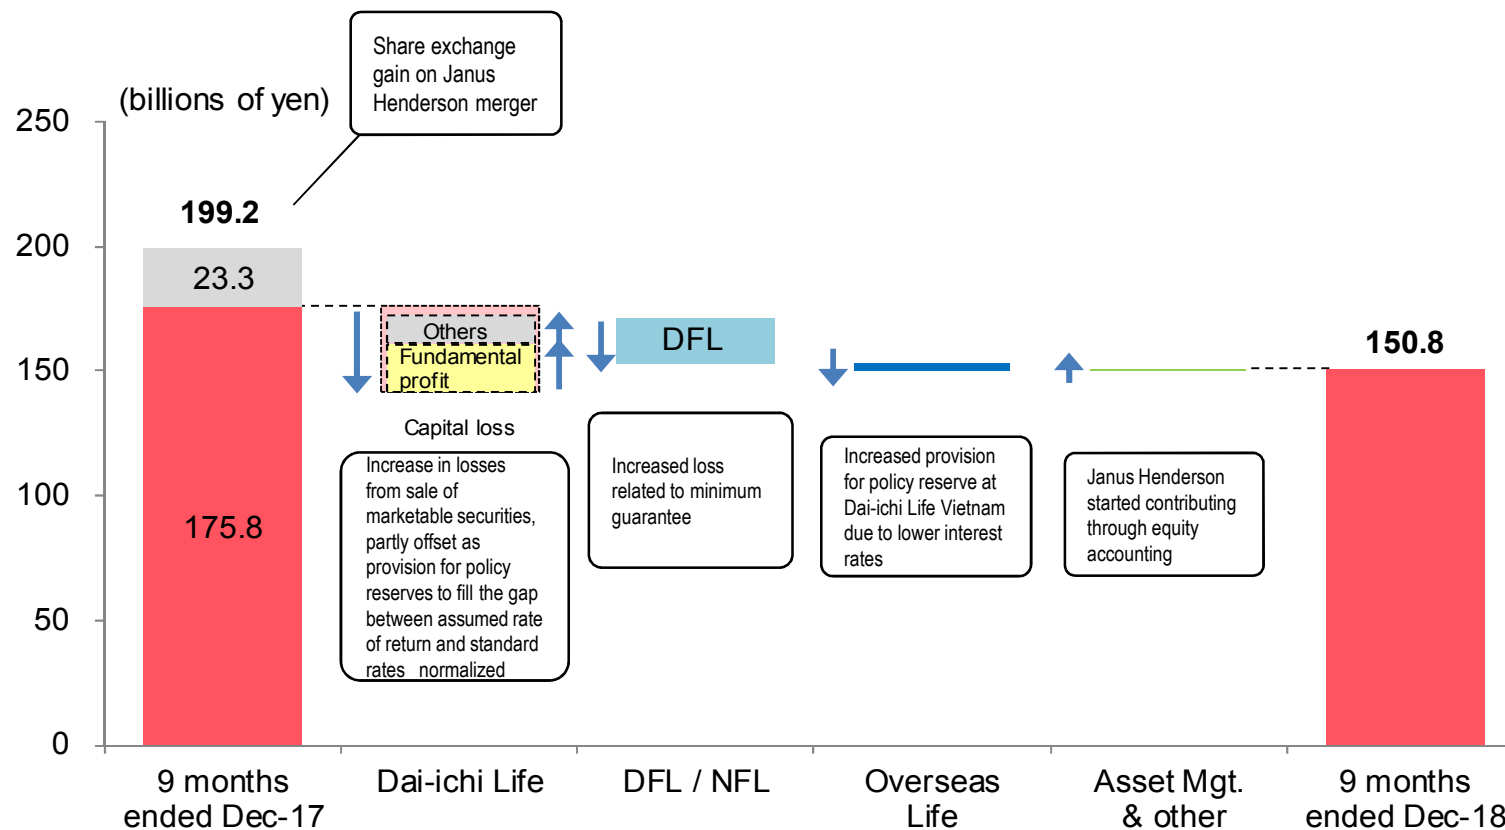 Share exchange
gain on Janus
Henderson merger
(billions of yen)
250
200
150
100
50
0
199.2
23.3
175.8
Others
Fundamental
profit
Capital loss
Increase in losses
from sale of
marketable securities,
partly offset as
provision for policy
reserves to fill the gap
between assumed rate
of return and standard
rates normalized
DFL
Increased loss
related to minimum
guarantee
Increased provision
for policy reserve at
Dai-ichi Life Vietnam
due to lower interest
rates
Janus Henderson
started contributing
through equity
accounting
150.8
9 months
ended Dec-17
Dai-ichi Life
DFL / NFL
Overseas
Life
Asset Mgt.
& other
9 months
ended Dec-18